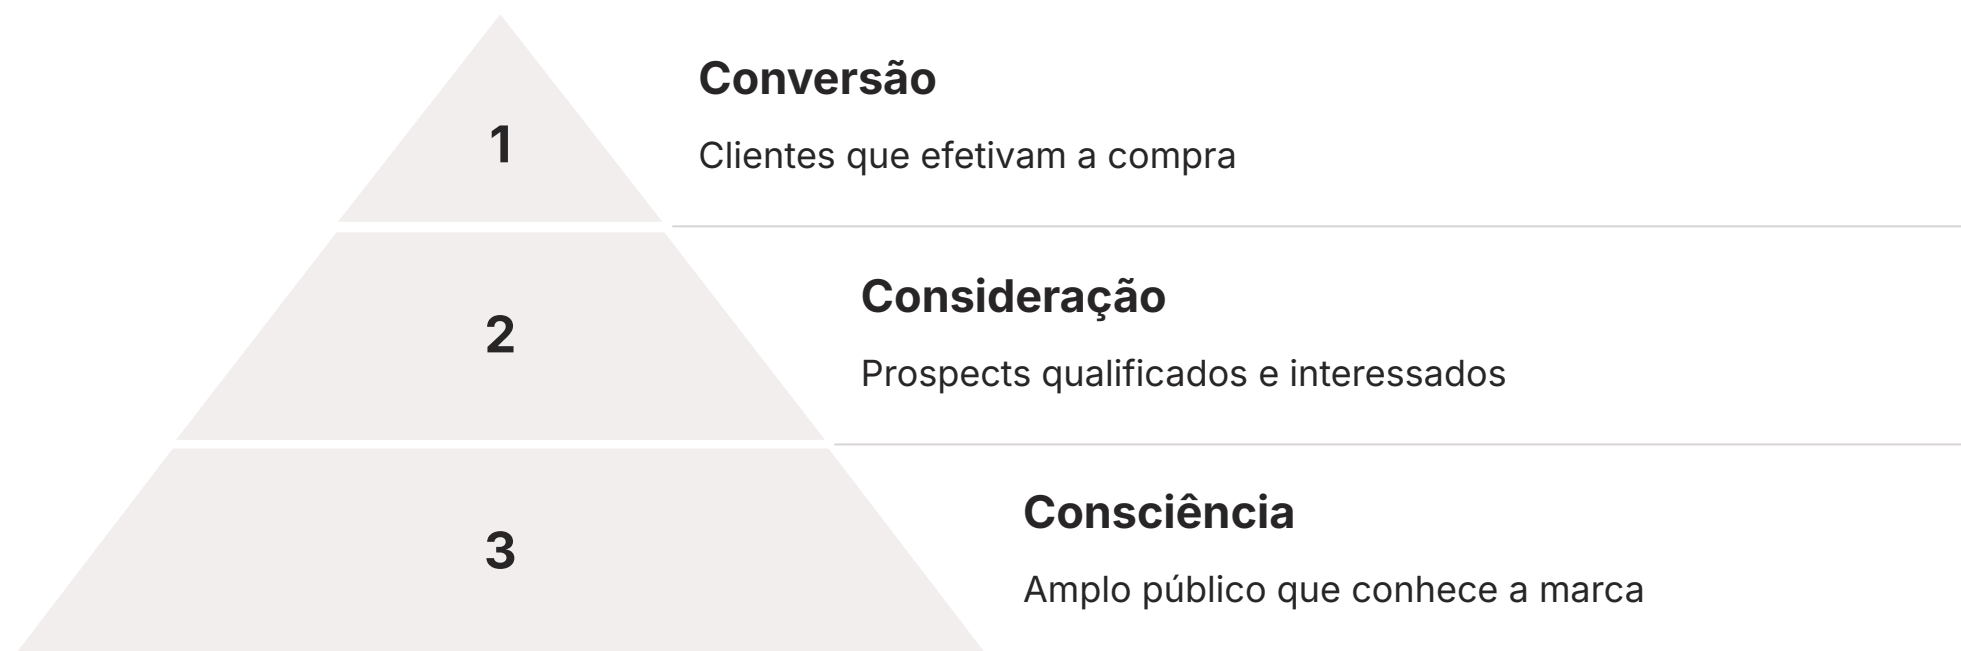 1
Conversão
Clientes que efetivam a compra
2
Consideração
Prospects qualificados e interessados
3
Consciência
Amplo público que conhece a marca